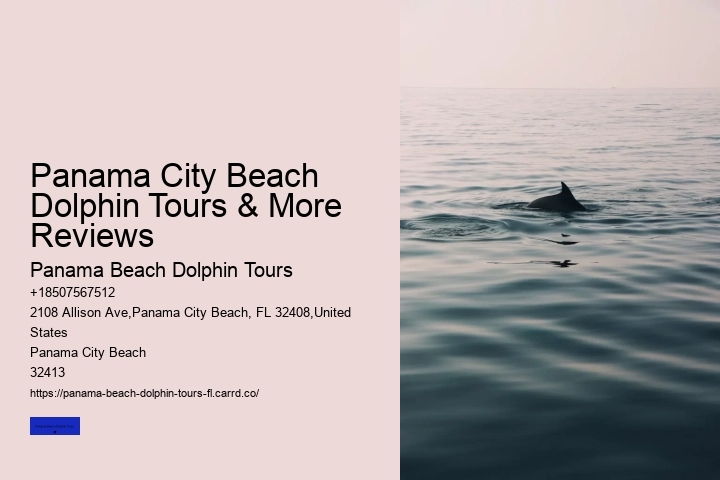 Panama City Beach
Dolphin Tours & More
Reviews
Panama Beach Dolphin Tours
+18507567512
2108 Allison Ave,Panama City Beach, FL 32408,United
States
Panama City Beach
32413
https://panama-beach-dolphin-tours-fl.carrd.co/